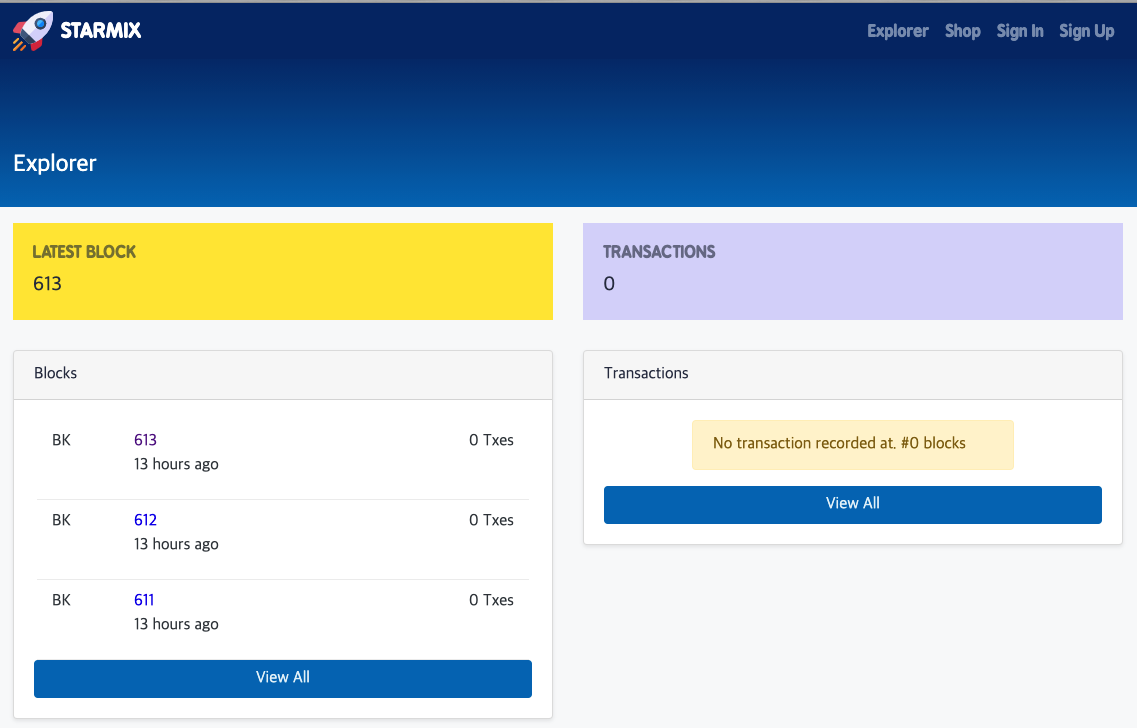 STARMIX
Explorer Shop Sign In Sign Up
Explorer
LATEST BLOCK
613
TRANSACTIONS
0
Blocks
BK 613 0 Txes
13 hours ago
BK 612 0 Txes
13 hours ago
BK 611 0 Txes
13 hours ago
View All
Transactions
No transaction recorded at. #0 blocks
View All